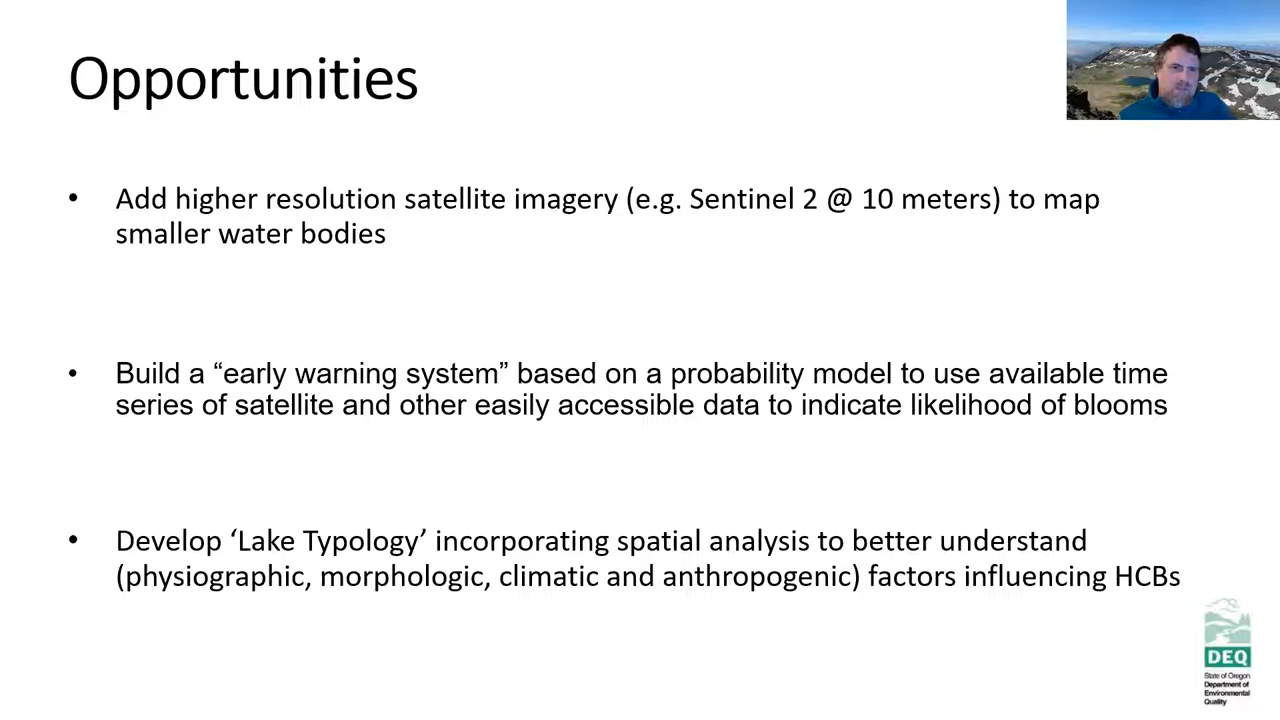 Opportunities
• Add higher resolution satellite imagery (e.g. Sentinel 2 @ 10 meters) to map
smaller water bodies
• Build a “early warning system” based on a probability model to use available time
series of satellite and other easily accessible data to indicate likelihood of blooms
• Develop ‘Lake Typology’ incorporating spatial analysis to better understand
(physiographic, morphologic, climatic and anthropogenic) factors influencing HCBs
DEQ
State of Oregon
Department of
Environmental
Quality